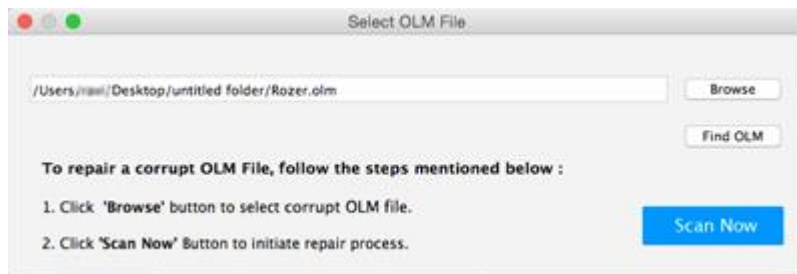 Select OLM File
/Users/ /Desktop/untitled folder/Rozer.olm
Browse
Find OLM
To repair a corrupt OLM File, follow the steps mentioned below :
1. Click 'Browse' button to select corrupt OLM file.
2. Click 'Scan Now' Button to initiate repair process.
Scan Now